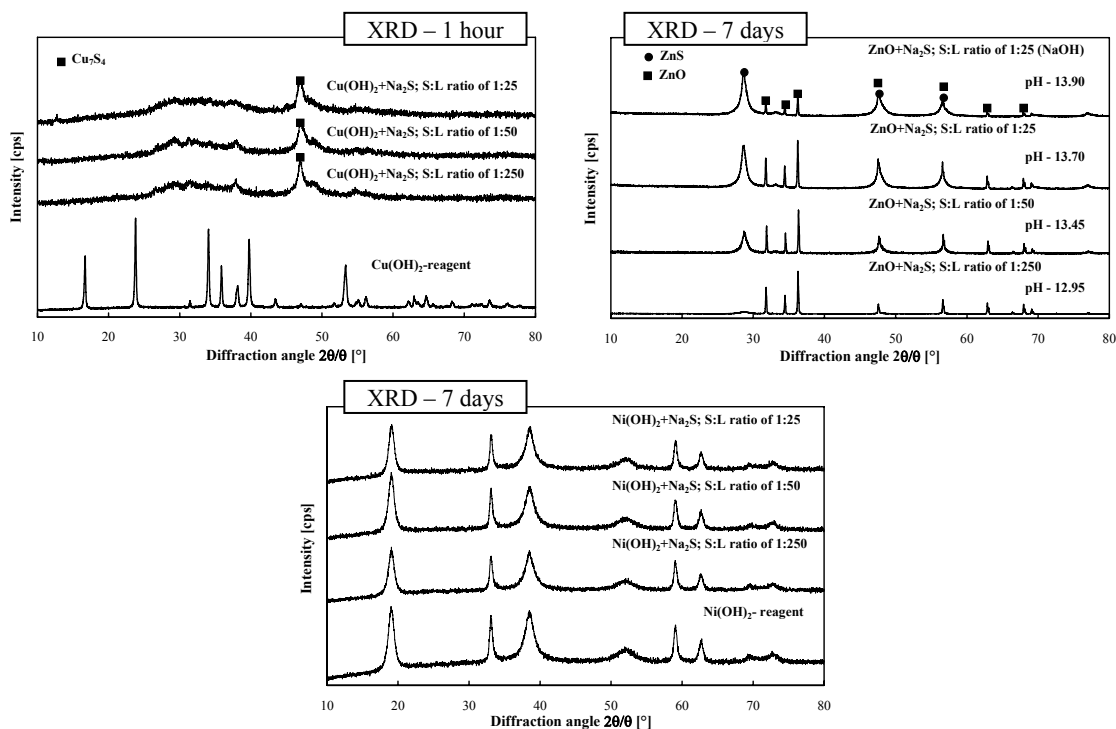 XRD – 1 hour
■ Cu₇S₄
Cu(OH)₂+Na₂S; S:L ratio of 1:25
Cu(OH)₂+Na₂S; S:L ratio of 1:50
Cu(OH)₂+Na₂S; S:L ratio of 1:250
Cu(OH)₂-reagent
Intensity [cps]
10 20 30 40 50 60 70 80
Diffraction angle 2θ/θ [°]
XRD – 7 days
● ZnS
■ ZnO
ZnO+Na₂S; S:L ratio of 1:25 (NaOH)
pH - 13.90
ZnO+Na₂S; S:L ratio of 1:25
pH - 13.70
ZnO+Na₂S; S:L ratio of 1:50
pH - 13.45
ZnO+Na₂S; S:L ratio of 1:250
pH - 12.95
Intensity [cps]
10 20 30 40 50 60 70 80
Diffraction angle 2θ/θ [°]
XRD – 7 days
Ni(OH)₂+Na₂S; S:L ratio of 1:25
Ni(OH)₂+Na₂S; S:L ratio of 1:50
Ni(OH)₂+Na₂S; S:L ratio of 1:250
Ni(OH)₂- reagent
Intensity [cps]
10 20 30 40 50 60 70 80
Diffraction angle 2θ/θ [°]